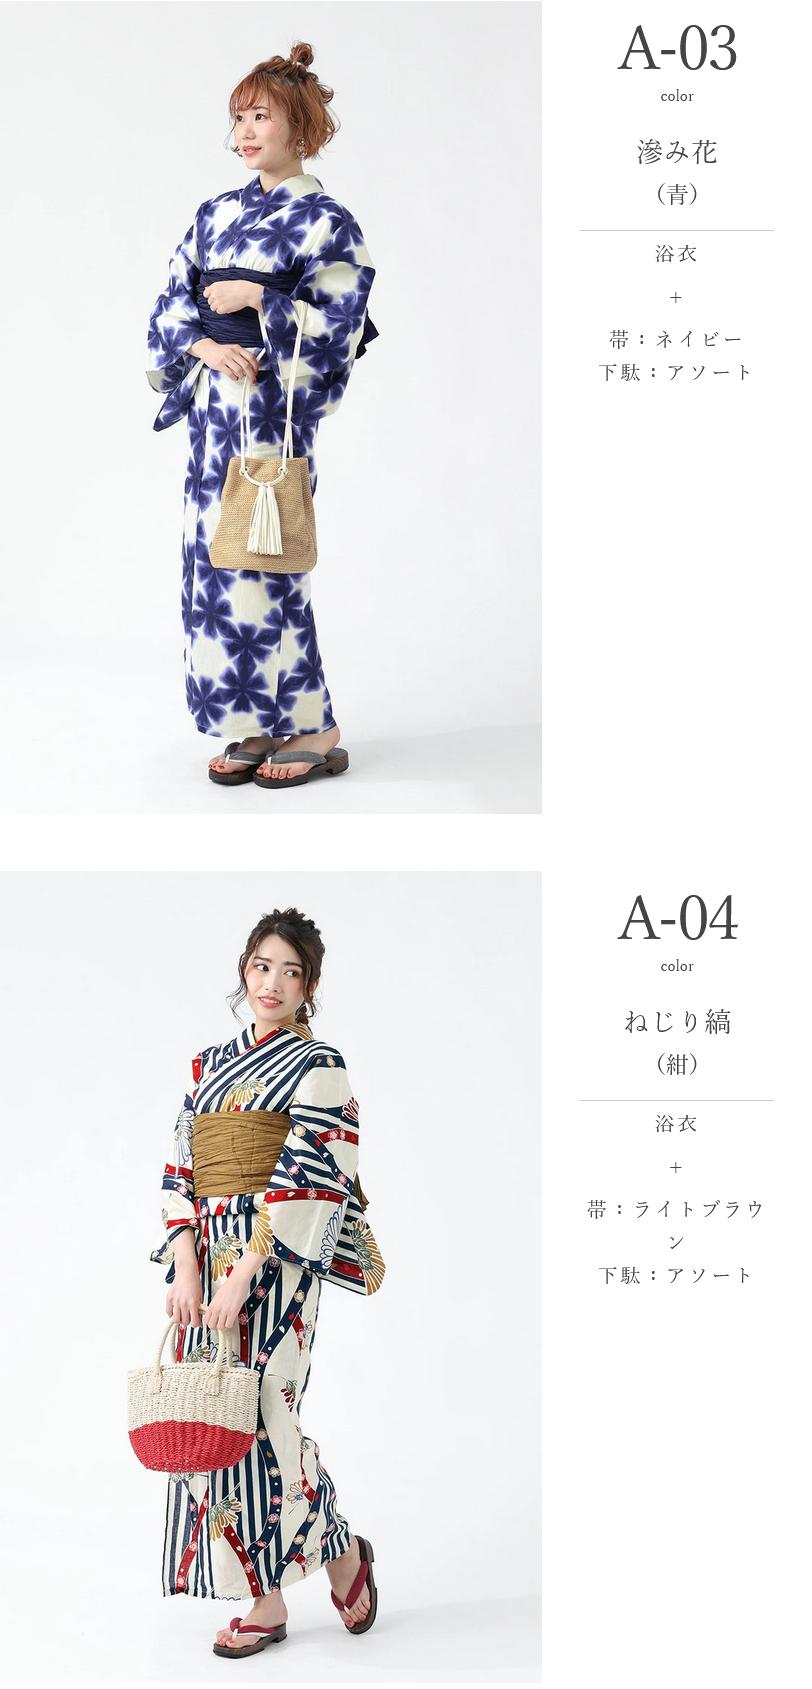 A-03
color
滲み花
（青）
浴衣
+
帯：ネイビー
下駄：アソート
A-04
color
ねじり縞
（紺）
浴衣
+
帯：ライトブラウ
ン
下駄：アソート